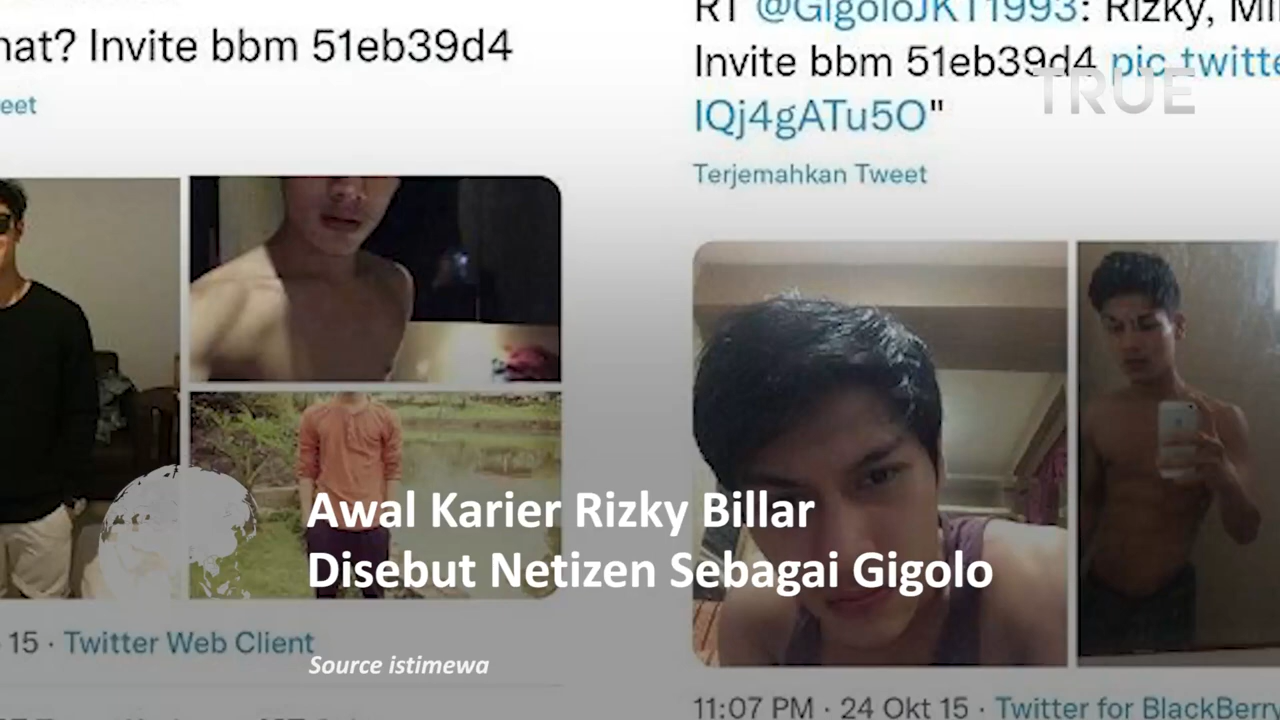 hat? Invite bbm 51eb39d4
eet
RT @GigoloJKT1993: Rizky,
Invite bbm 51eb39d4 pic.twitte
IQj4gATu5O"
TRUE
Terjemahkan Tweet
Awal Karier Rizky Billar
Disebut Netizen Sebagai Gigolo
15 · Twitter Web Client
Source istimewa
11:07 PM · 24 Okt 15 · Twitter for BlackBerry